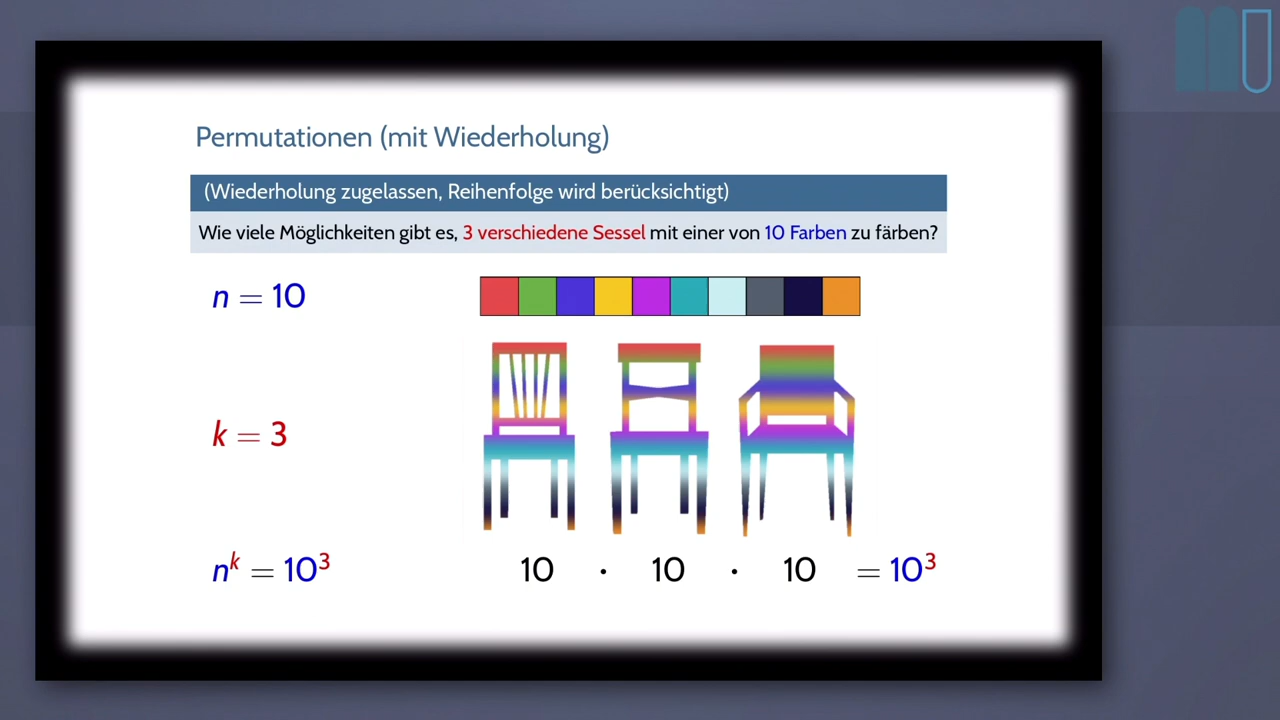 Permutationen (mit Wiederholung)
(Wiederholung zugelassen, Reihenfolge wird berücksichtigt)
Wie viele Möglichkeiten gibt es, 3 verschiedene Sessel mit einer von 10 Farben zu färben?
n = 10
k = 3
n^k = 10^3
10 · 10 · 10 = 10^3